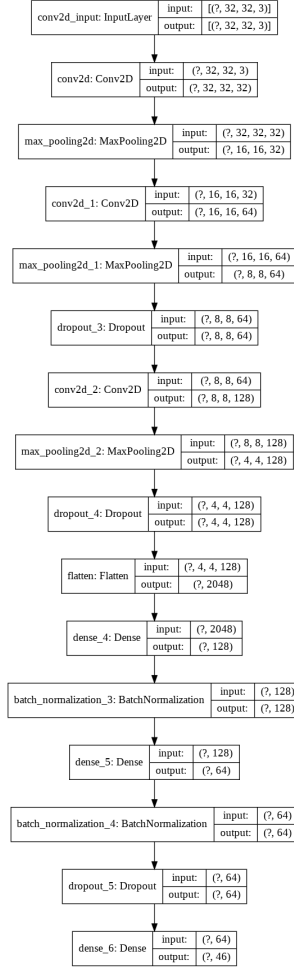 conv2d_input: InputLayer input: [(?, 32, 32, 3)]
output: [(?, 32, 32, 3)]
conv2d: Conv2D input: (?, 32, 32, 3)
output: (?, 32, 32, 32)
max_pooling2d: MaxPooling2D input: (?, 32, 32, 32)
output: (?, 16, 16, 32)
conv2d_1: Conv2D input: (?, 16, 16, 32)
output: (?, 16, 16, 64)
max_pooling2d_1: MaxPooling2D input: (?, 16, 16, 64)
output: (?, 8, 8, 64)
dropout_3: Dropout input: (?, 8, 8, 64)
output: (?, 8, 8, 64)
conv2d_2: Conv2D input: (?, 8, 8, 64)
output: (?, 8, 8, 128)
max_pooling2d_2: MaxPooling2D input: (?, 8, 8, 128)
output: (?, 4, 4, 128)
dropout_4: Dropout input: (?, 4, 4, 128)
output: (?, 4, 4, 128)
flatten: Flatten input: (?, 4, 4, 128)
output: (?, 2048)
dense_4: Dense input: (?, 2048)
output: (?, 128)
batch_normalization_3: BatchNormalization input: (?, 128)
output: (?, 128)
dense_5: Dense input: (?, 128)
output: (?, 64)
batch_normalization_4: BatchNormalization input: (?, 64)
output: (?, 64)
dropout_5: Dropout input: (?, 64)
output: (?, 64)
dense_6: Dense input: (?, 64)
output: (?, 46)